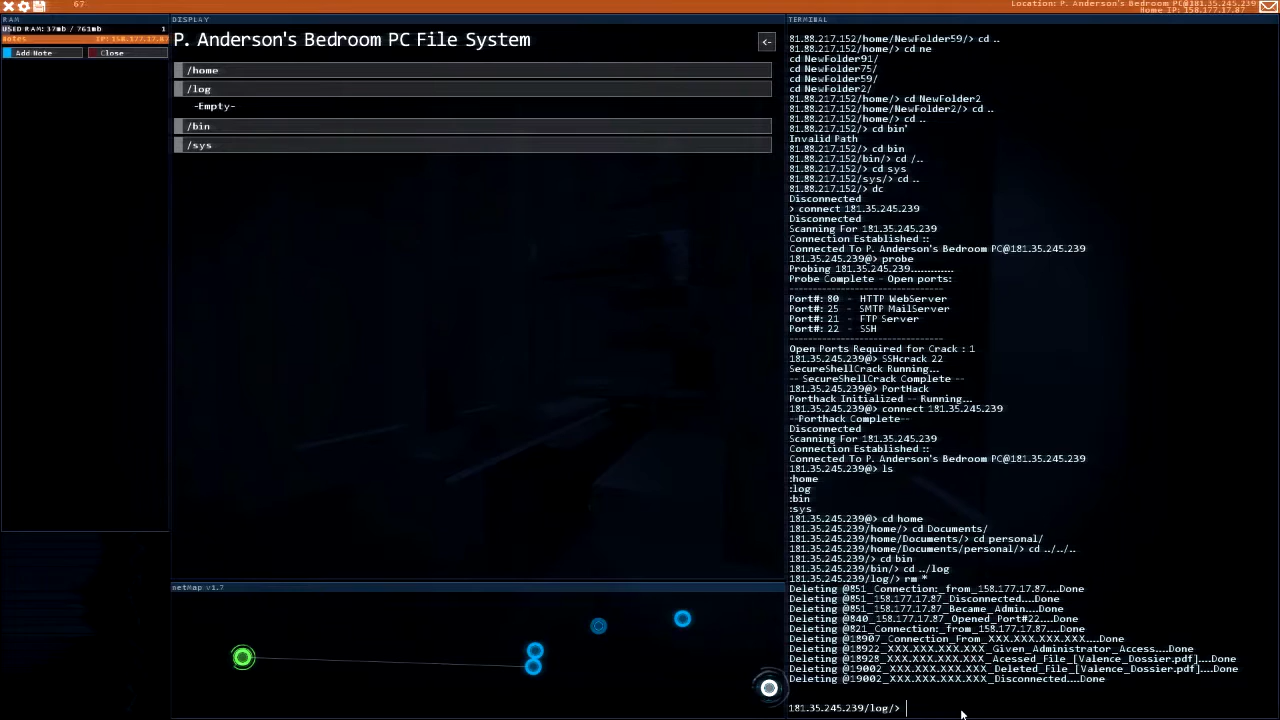 67
Location: P. Anderson's Bedroom PC@181.35.245.239
Home IP: 158.177.17.87
RAM
USED RAM: 37mb / 761mb 1
notes IP: 158.177.17.87
Add Note Close
DISPLAY
P. Anderson's Bedroom PC File System
<-
/home
/log
-Empty-
/bin
/sys
netMap v1.7
TERMINAL
81.88.217.152/home/NewFolder59/> cd ..
81.88.217.152/home/> cd ne
cd NewFolder91/
cd NewFolder75/
cd NewFolder59/
cd NewFolder2/
81.88.217.152/home/> cd NewFolder2
81.88.217.152/home/NewFolder2/> cd ..
81.88.217.152/home/> cd ..
81.88.217.152/> cd bin'
Invalid Path
81.88.217.152/> cd bin
81.88.217.152/bin/> cd /..
81.88.217.152/> cd sys
81.88.217.152/sys/> cd ..
81.88.217.152/> dc
Disconnected
> connect 181.35.245.239
Disconnected
Scanning For 181.35.245.239
Connection Established ::
Connected To P. Anderson's Bedroom PC@181.35.245.239
181.35.245.239@> probe
Probing 181.35.245.239.............
Probe Complete - Open ports:
---------------------------------
Port#: 80 - HTTP WebServer
Port#: 25 - SMTP MailServer
Port#: 21 - FTP Server
Port#: 22 - SSH
---------------------------------
Open Ports Required for Crack : 1
181.35.245.239@> SSHcrack 22
SecureShellCrack Running...
-- SecureShellCrack Complete --
181.35.245.239@> PortHack
Porthack Initialized -- Running...
181.35.245.239@> connect 181.35.245.239
--Porthack Complete--
Disconnected
Scanning For 181.35.245.239
Connection Established ::
Connected To P. Anderson's Bedroom PC@181.35.245.239
181.35.245.239@> ls
:home
:log
:bin
:sys
181.35.245.239@> cd home
181.35.245.239/home/> cd Documents/
181.35.245.239/home/Documents/> cd personal/
181.35.245.239/home/Documents/personal/> cd ../../..
181.35.245.239/> cd bin
181.35.245.239/bin/> cd ../log
181.35.245.239/log/> rm *
Deleting @851_Connection:_from_158.177.17.87....Done
Deleting @851_158.177.17.87_Disconnected....Done
Deleting @851_158.177.17.87_Became_Admin....Done
Deleting @840_158.177.17.87_Opened_Port#22....Done
Deleting @821_Connection:_from_158.177.17.87....Done
Deleting @18907_Connection_From_XXX.XXX.XXX.XXX....Done
Deleting @18922_XXX.XXX.XXX.XXX_Given_Administrator_Access....Done
Deleting @18928_XXX.XXX.XXX.XXX_Acessed_File_[Valence_Dossier.pdf]....Done
Deleting @19002_XXX.XXX.XXX.XXX_Deleted_File_[Valence_Dossier.pdf]....Done
Deleting @19002_XXX.XXX.XXX.XXX_Disconnected....Done
181.35.245.239/log/>